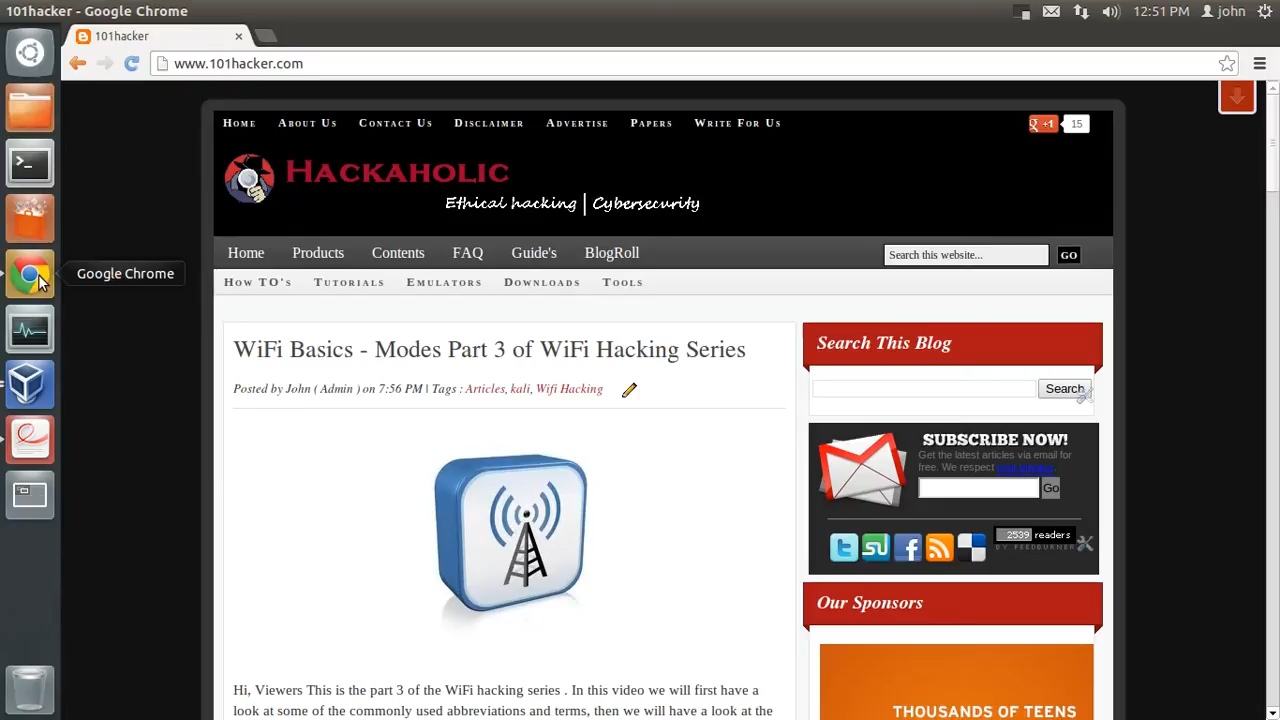 101hacker - Google Chrome
12:51 PM
john
101hacker
www.101hacker.com
Home About Us Contact Us Disclaimer Advertise Papers Write For Us
+1 15
Hackaholic
Ethical hacking | Cybersecurity
Home Products Contents FAQ Guide's BlogRoll
Search this website... GO
How TO's Tutorials Emulators Downloads Tools
Google Chrome
WiFi Basics - Modes Part 3 of WiFi Hacking Series
Posted by John ( Admin ) on 7:56 PM | Tags : Articles, kali, Wifi Hacking
Hi, Viewers This is the part 3 of the WiFi hacking series . In this video we will first have a
look at some of the commonly used abbreviations and terms, then we will have a look at the
Search This Blog
Search
SUBSCRIBE NOW!
Get the latest articles via email for
free. We respect your privacy.
Go
2539 readers
BY FEEDBURNER
Our Sponsors
THOUSANDS OF TEENS